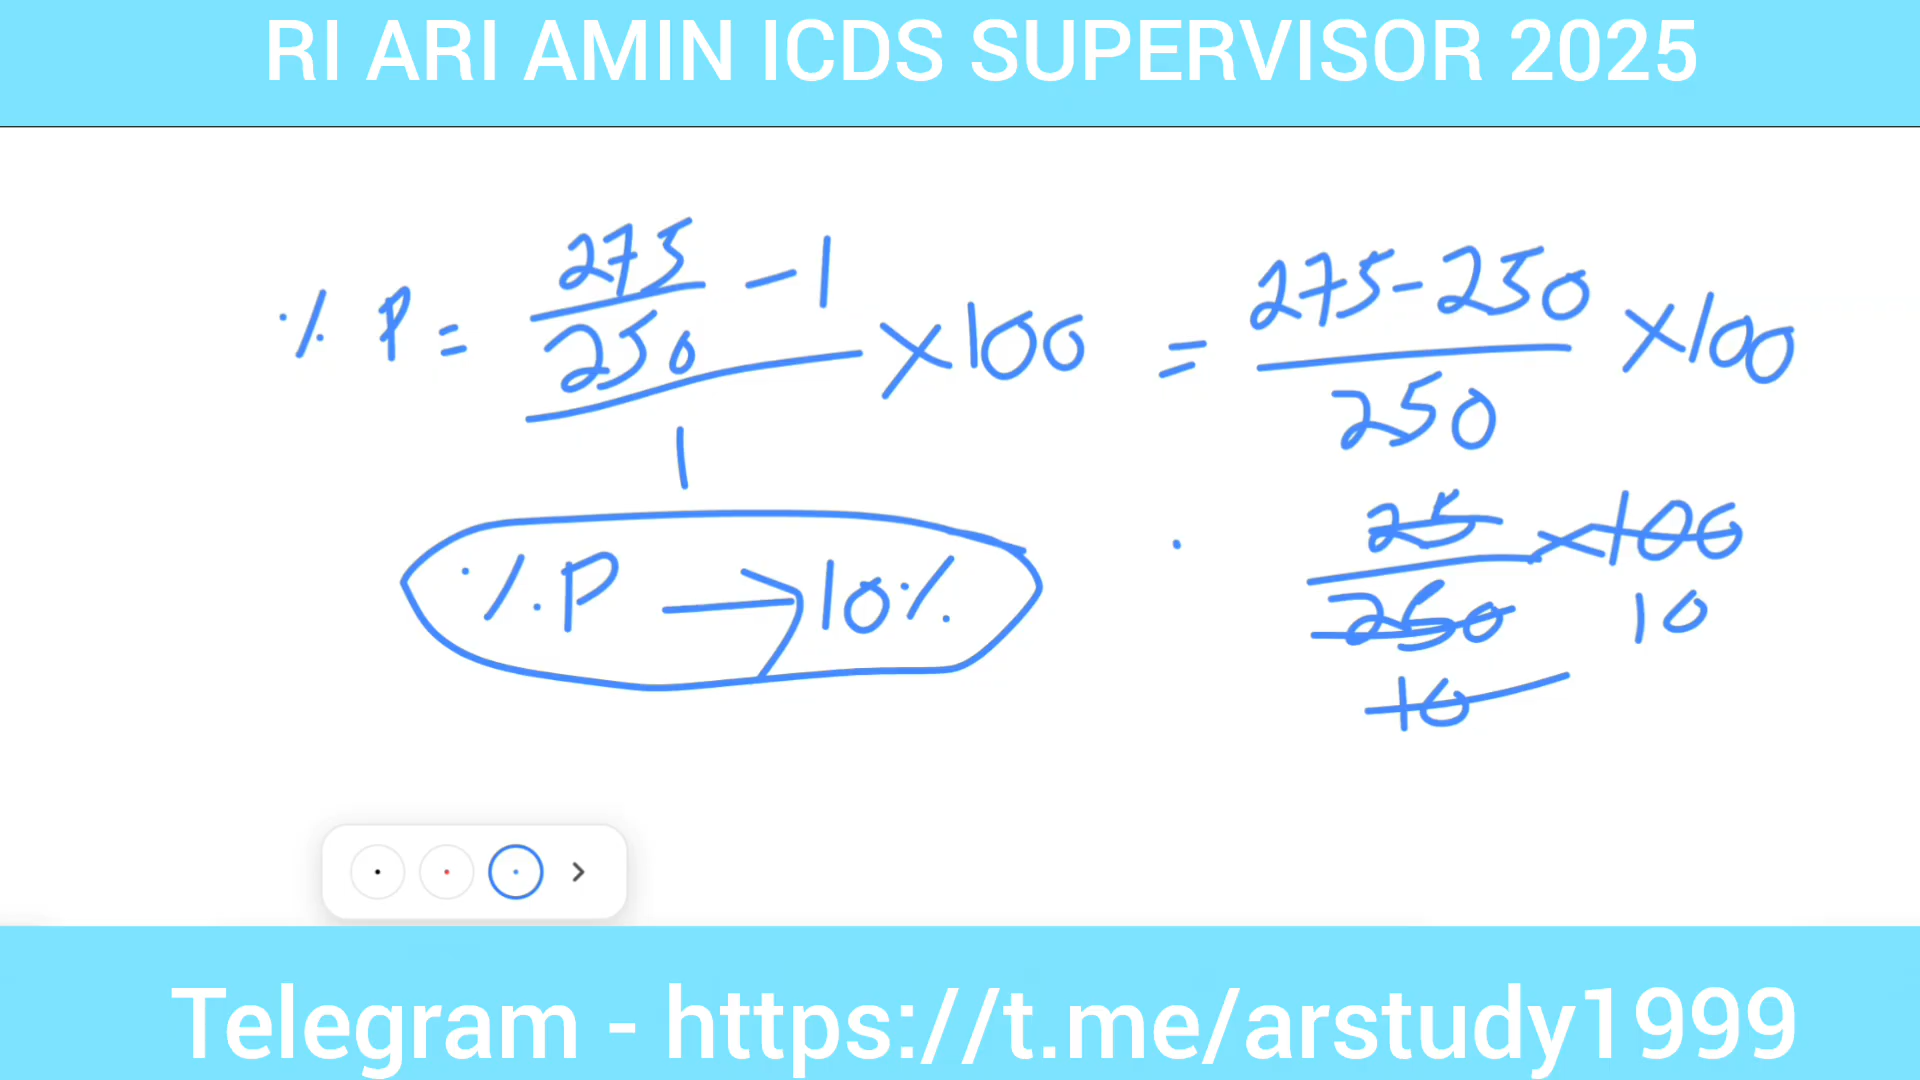 RI ARI AMIN ICDS SUPERVISOR 2025
% P = 275/250 - 1 / 1 × 100 = 275 - 250 / 250 × 100
25/250 × 100
10 10
% P → 10%
Telegram - https://t.me/arstudy1999